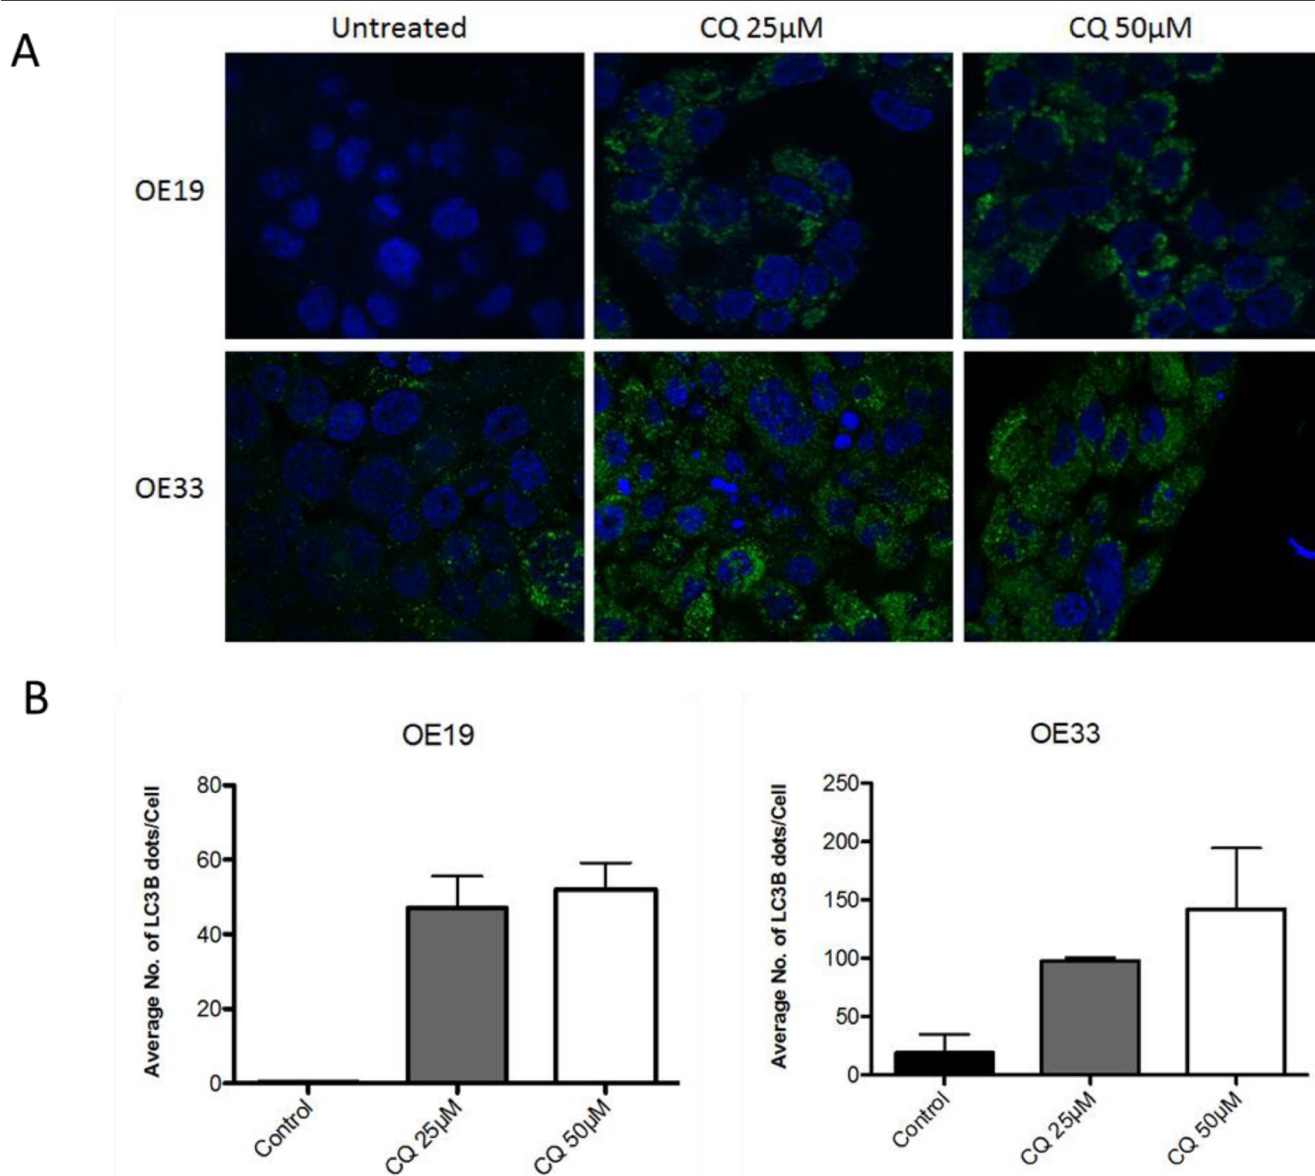 A
Untreated CQ 25µM CQ 50µM
OE19
OE33
B
OE19
Average No. of LC3B dots/Cell
80
60
40
20
0
Control CQ 25µM CQ 50µM
OE33
Average No. of LC3B dots/Cell
250
200
150
100
50
0
Control CQ 25µM CQ 50µM